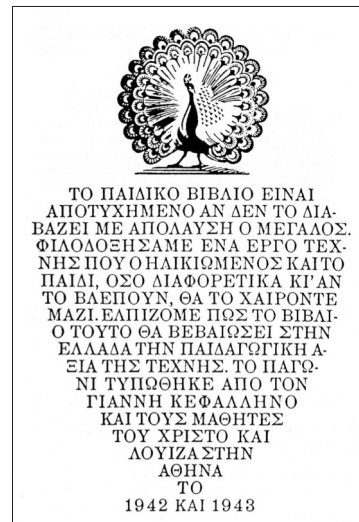 ΤΟ ΠΑΙΔΙΚΟ ΒΙΒΛΙΟ ΕΙΝΑΙ
ΑΠΟΤΥΧΗΜΕΝΟ ΑΝ ΔΕΝ ΤΟ ΔΙΑ-
ΒΑΖΕΙ ΜΕ ΑΠΟΛΑΥΣΗ Ο ΜΕΓΑΛΟΣ.
ΦΙΛΟΔΟΞΗΣΑΜΕ ΕΝΑ ΕΡΓΟ ΤΕΧ-
ΝΗΣ ΠΟΥ Ο ΗΛΙΚΙΩΜΕΝΟΣ ΚΑΙ ΤΟ
ΠΑΙΔΙ, ΟΣΟ ΔΙΑΦΟΡΕΤΙΚΑ ΚΙ' ΑΝ
ΤΟ ΒΛΕΠΟΥΝ, ΘΑ ΤΟ ΧΑΙΡΟΝΤΕ
ΜΑΖΙ. ΕΛΠΙΖΟΜΕ ΠΩΣ ΤΟ ΒΙΒΛΙ-
Ο ΤΟΥΤΟ ΘΑ ΒΕΒΑΙΩΣΕΙ ΣΤΗΝ
ΕΛΛΑΔΑ ΤΗΝ ΠΑΙΔΑΓΩΓΙΚΗ Α-
ΞΙΑ ΤΗΣ ΤΕΧΝΗΣ. ΤΟ ΠΑΓΩ-
ΝΙ ΤΥΠΩΘΗΚΕ ΑΠΟ ΤΟΝ
ΓΙΑΝΝΗ ΚΕΦΑΛΛΗΝΟ
ΚΑΙ ΤΟΥΣ ΜΑΘΗΤΕΣ
ΤΟΥ ΧΡΙΣΤΟ ΚΑΙ
ΛΟΥΙΖΑ ΣΤΗΝ
ΑΘΗΝΑ
ΤΟ
1942 ΚΑΙ 1943